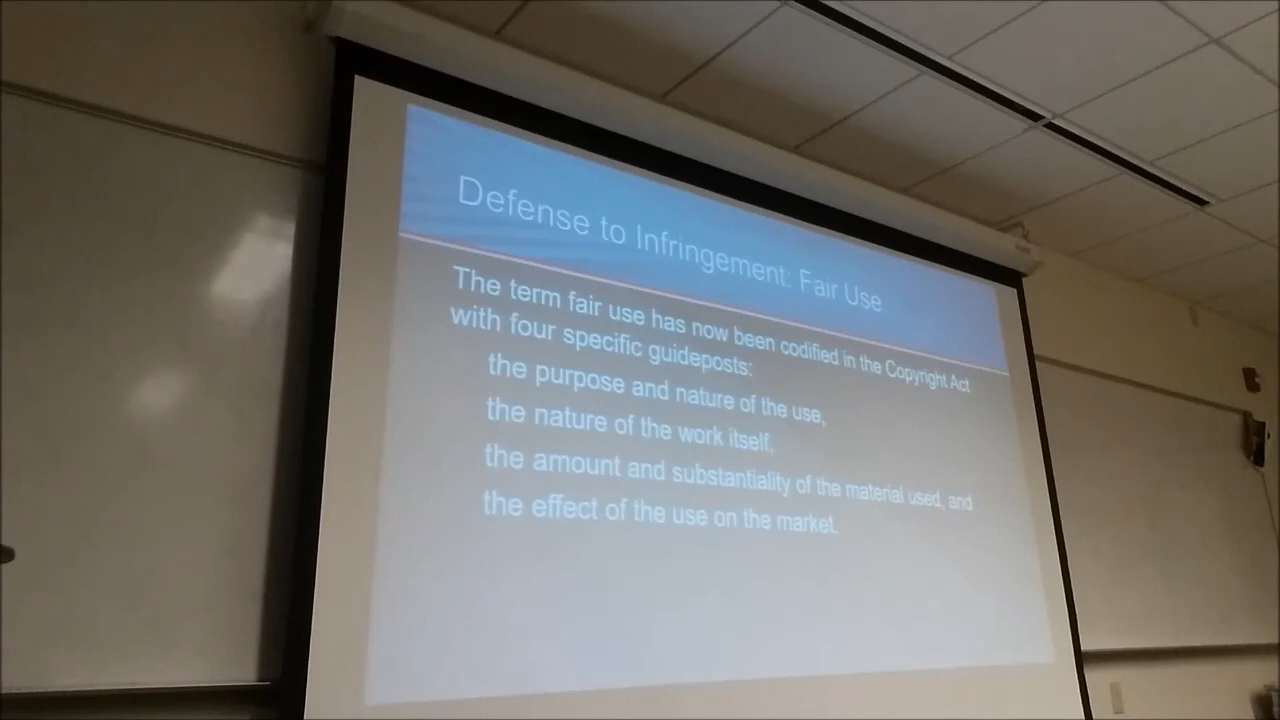 Defense to Infringement: Fair Use
The term fair use has now been codified in the Copyright Act
with four specific guideposts:
the purpose and nature of the use,
the nature of the work itself,
the amount and substantiality of the material used, and
the effect of the use on the market.